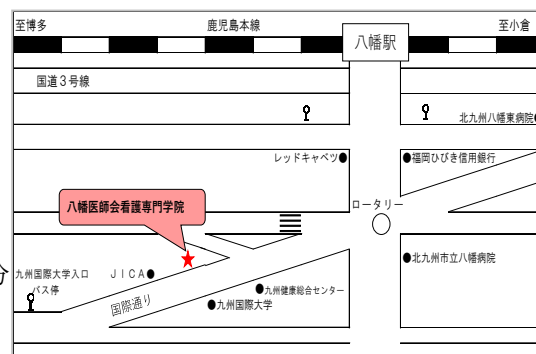 至博多
鹿児島本線
至小倉
八幡駅
国道3号線
北九州八幡東病院
レッドキャベツ
福岡ひびき信用銀行
八幡医師会看護専門学院
ロータリー
分
九州国際大学入口
バス停
JICA
北九州市立八幡病院
国際通り
九州健康総合センター
九州国際大学